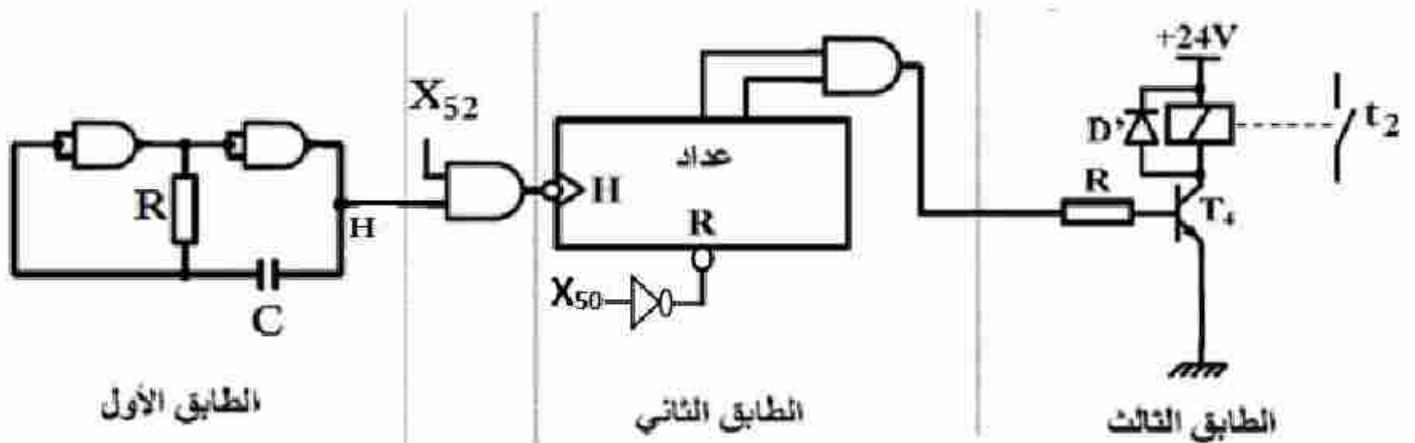 +24V
X52
D'
t2
عداد
H
R
R
T4
R
H
X50
C
الطابق الأول
الطابق الثاني
الطابق الثالث